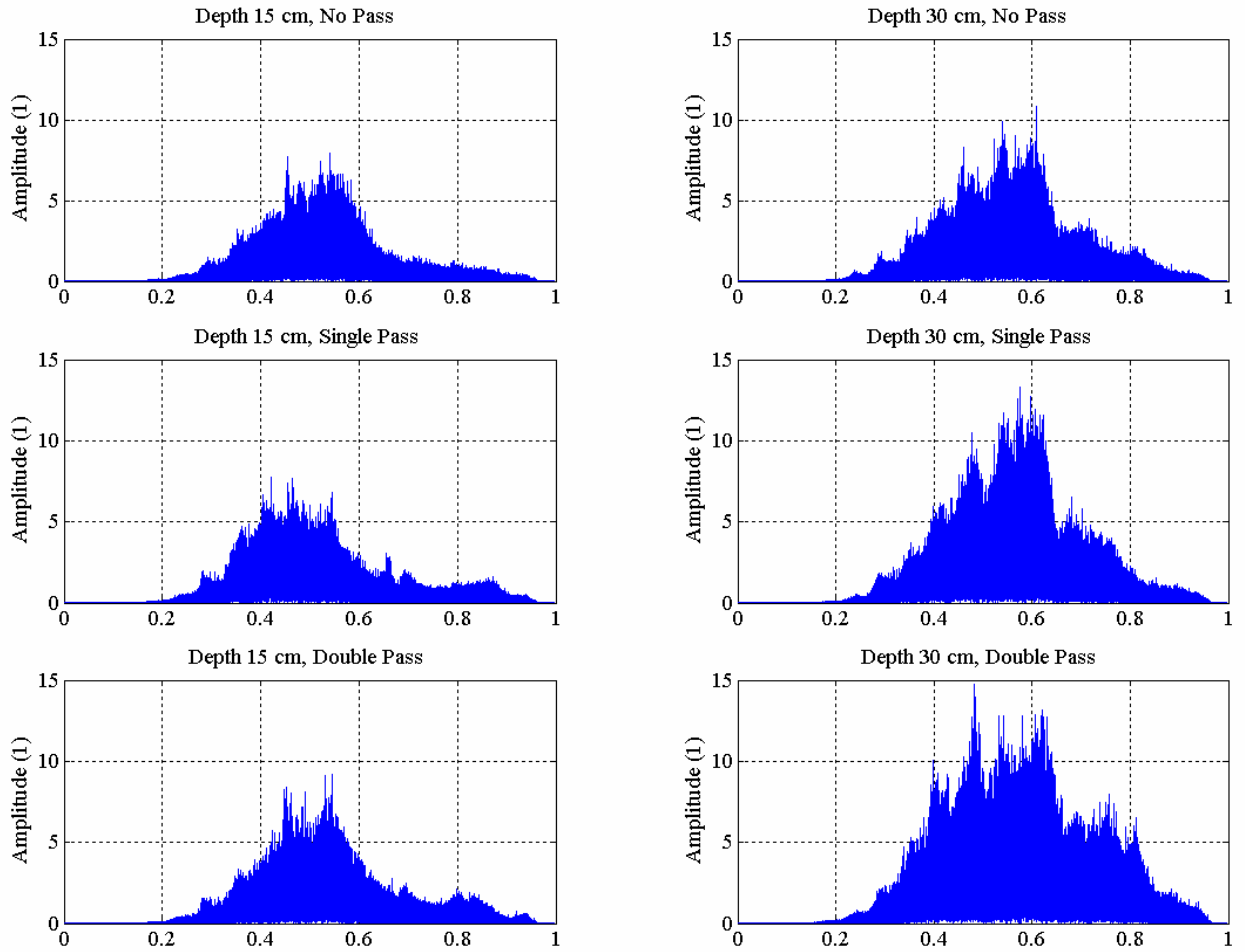 Depth 15 cm, No Pass
Depth 30 cm, No Pass
15
10
5
0
Amplitude (1)
0 0.2 0.4 0.6 0.8 1
15
10
5
0
Amplitude (1)
0 0.2 0.4 0.6 0.8 1
Depth 15 cm, Single Pass
Depth 30 cm, Single Pass
15
10
5
0
Amplitude (1)
0 0.2 0.4 0.6 0.8 1
15
10
5
0
Amplitude (1)
0 0.2 0.4 0.6 0.8 1
Depth 15 cm, Double Pass
Depth 30 cm, Double Pass
15
10
5
0
Amplitude (1)
0 0.2 0.4 0.6 0.8 1
15
10
5
0
Amplitude (1)
0 0.2 0.4 0.6 0.8 1